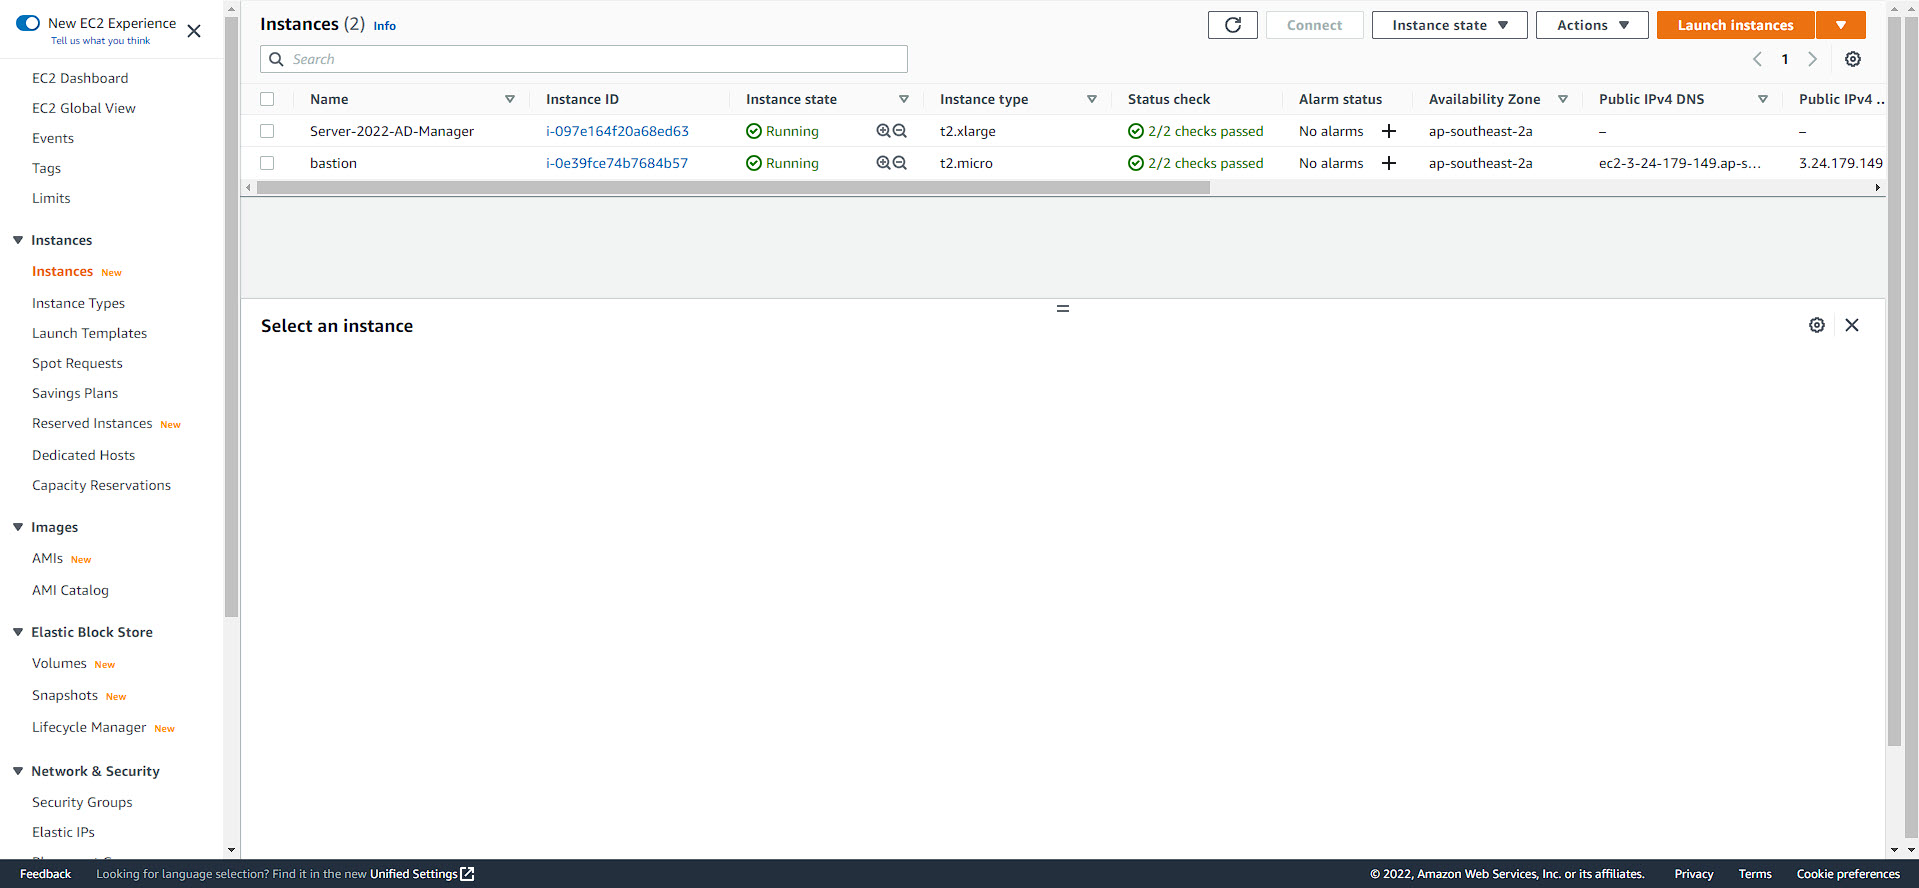 New EC2 Experience
Tell us what you think
EC2 Dashboard
EC2 Global View
Events
Tags
Limits
Instances
Instances New
Instance Types
Launch Templates
Spot Requests
Savings Plans
Reserved Instances New
Dedicated Hosts
Capacity Reservations
Images
AMIs New
AMI Catalog
Elastic Block Store
Volumes New
Snapshots New
Lifecycle Manager New
Network & Security
Security Groups
Elastic IPs
Instances (2) Info
Connect Instance state Actions Launch instances
Search
1
Name Instance ID Instance state Instance type Status check Alarm status Availability Zone Public IPv4 DNS Public IPv4 ..
Server-2022-AD-Manager i-097e164f20a68ed63 Running t2.xlarge 2/2 checks passed No alarms + ap-southeast-2a – –
bastion i-0e39fce74b7684b57 Running t2.micro 2/2 checks passed No alarms + ap-southeast-2a ec2-3-24-179-149.ap-s... 3.24.179.149
Select an instance
Feedback Looking for language selection? Find it in the new Unified Settings © 2022, Amazon Web Services, Inc. or its affiliates. Privacy Terms Cookie preferences